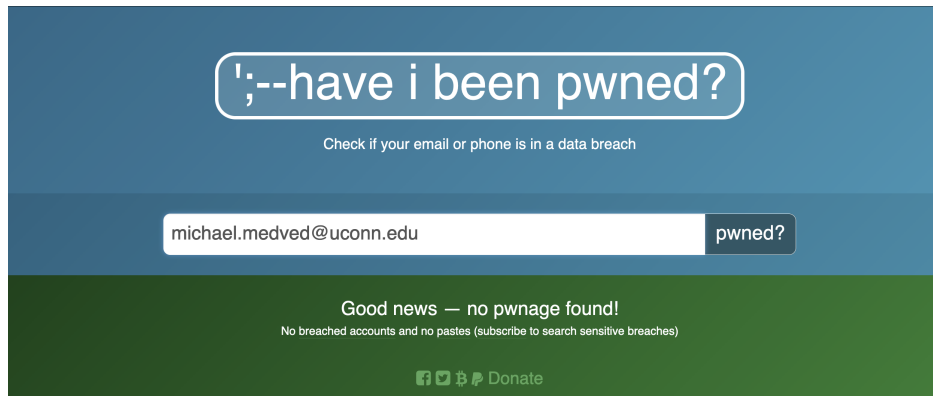 ';--have i been pwned?
Check if your email or phone is in a data breach
michael.medved@uconn.edu pwned?
Good news — no pwnage found!
No breached accounts and no pastes (subscribe to search sensitive breaches)
Donate